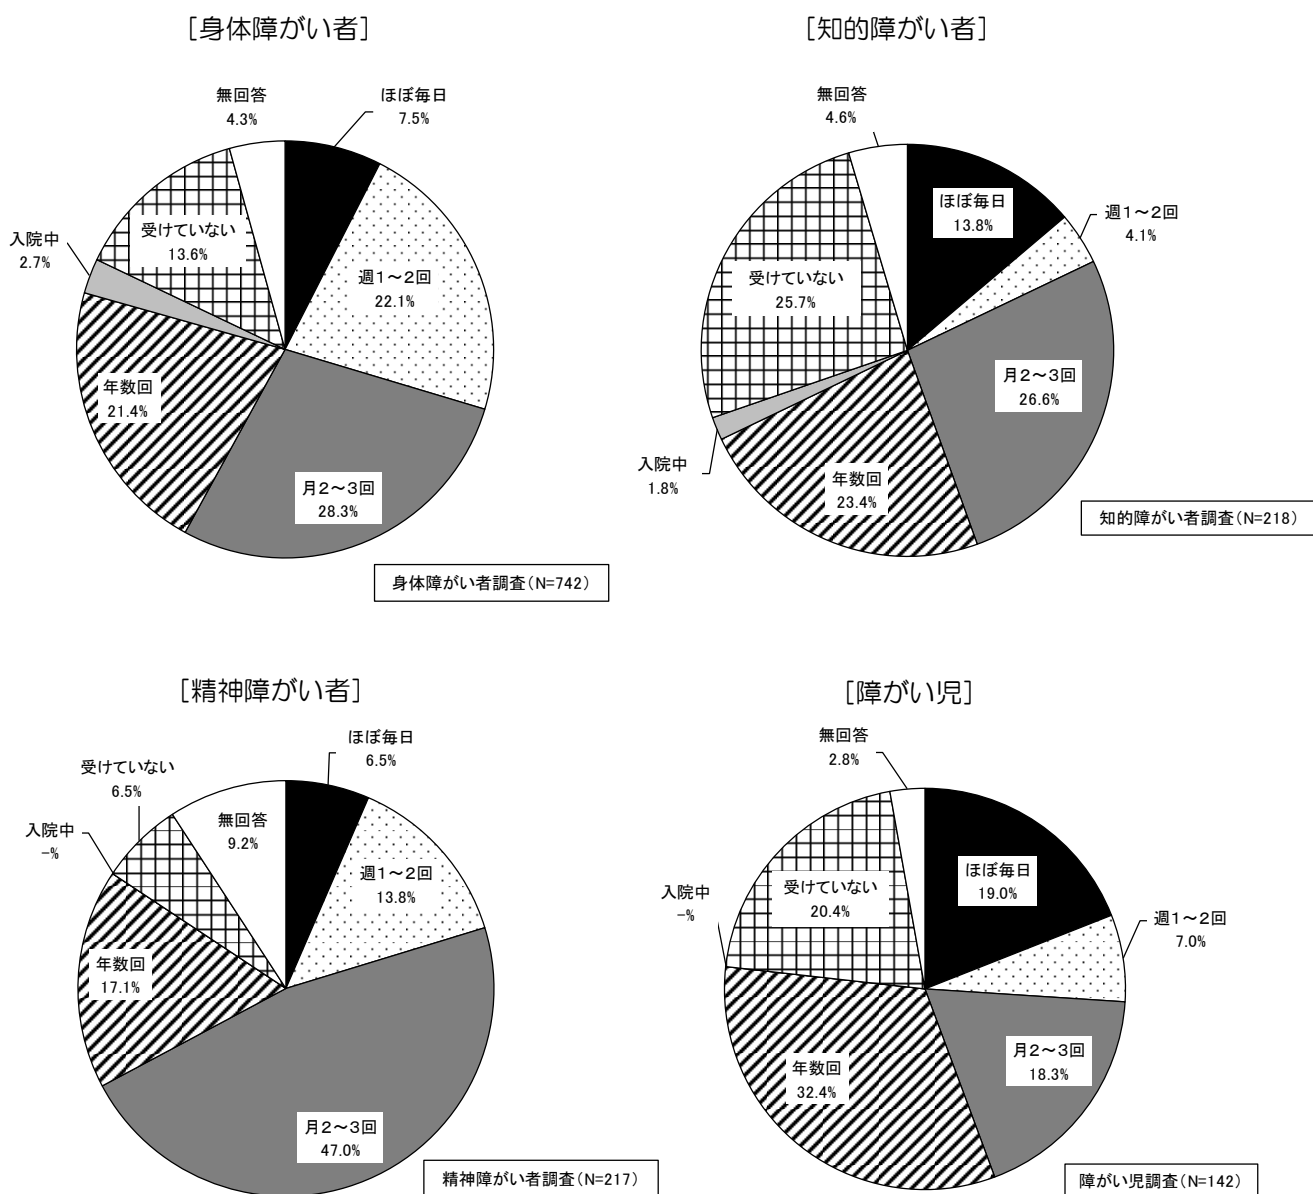 [身体障がい者]
無回答
4.3%
ほぼ毎日
7.5%
週1～2回
22.1%
月2～3回
28.3%
年数回
21.4%
入院中
2.7%
受けていない
13.6%
身体障がい者調査(N=742)
[知的障がい者]
無回答
4.6%
ほぼ毎日
13.8%
週1～2回
4.1%
月2～3回
26.6%
年数回
23.4%
入院中
1.8%
受けていない
25.7%
知的障がい者調査(N=218)
[精神障がい者]
ほぼ毎日
6.5%
週1～2回
13.8%
月2～3回
47.0%
年数回
17.1%
入院中
-%
受けていない
6.5%
無回答
9.2%
精神障がい者調査(N=217)
[障がい児]
無回答
2.8%
ほぼ毎日
19.0%
週1～2回
7.0%
月2～3回
18.3%
年数回
32.4%
入院中
-%
受けていない
20.4%
障がい児調査(N=142)